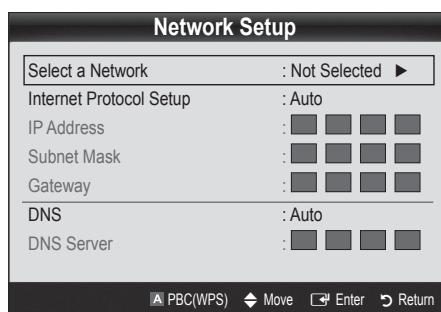 Network Setup
Select a Network : Not Selected ►
Internet Protocol Setup : Auto
IP Address :
Subnet Mask :
Gateway :
DNS : Auto
DNS Server :
A PBC(WPS) Move Enter Return